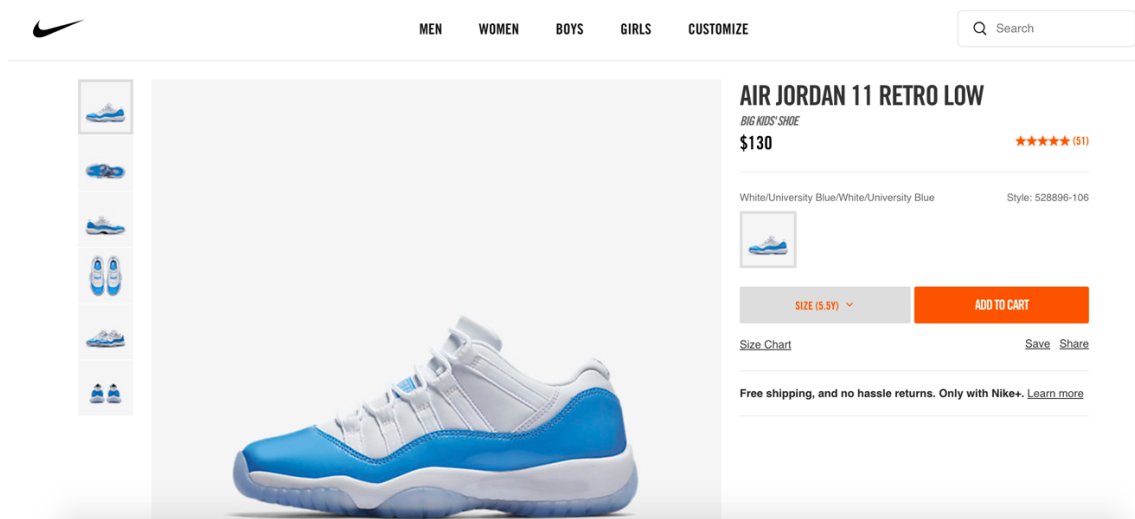 MEN WOMEN BOYS GIRLS CUSTOMIZE Search
AIR JORDAN 11 RETRO LOW
BIG KIDS' SHOE
$130 (51)
White/University Blue/White/University Blue Style: 528896-106
SIZE (5.5Y) ADD TO CART
Size Chart Save Share
Free shipping, and no hassle returns. Only with Nike+. Learn more